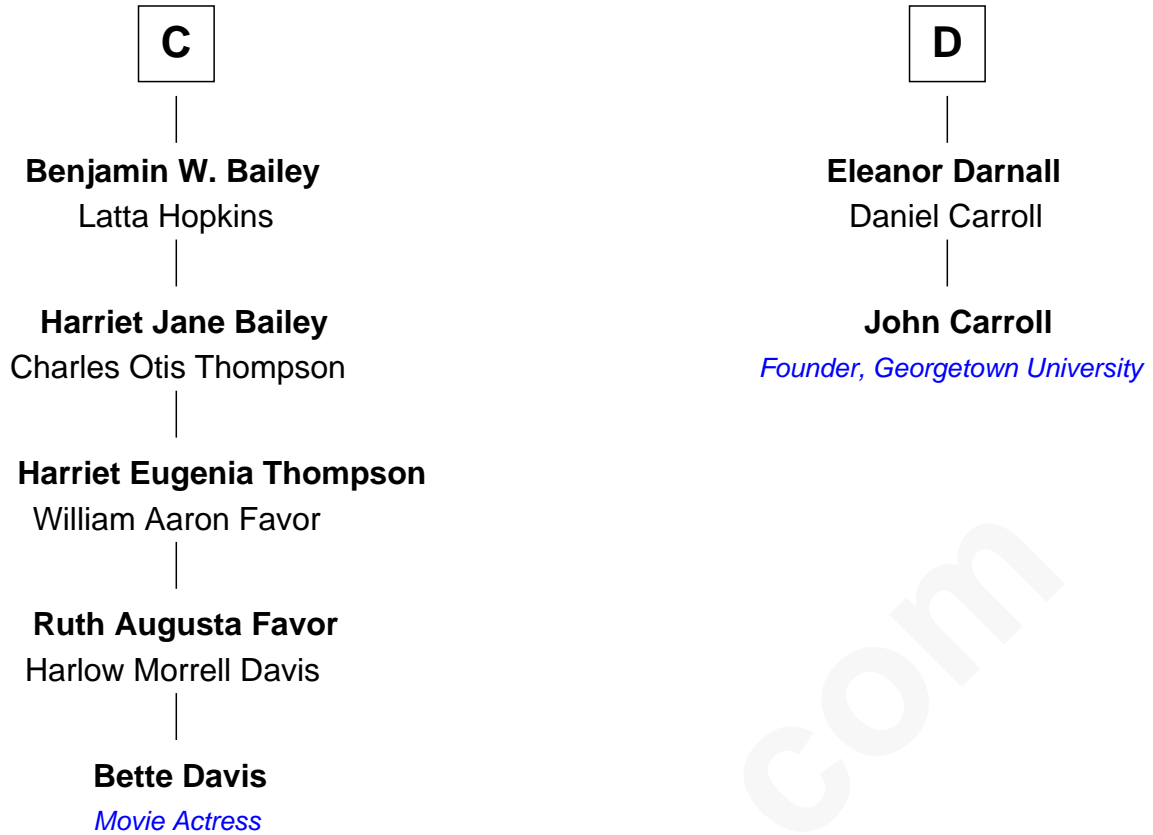 C
Benjamin W. Bailey
Latta Hopkins
Harriet Jane Bailey
Charles Otis Thompson
Harriet Eugenia Thompson
William Aaron Favor
Ruth Augusta Favor
Harlow Morrell Davis
Bette Davis
Movie Actress
D
Eleanor Darnall
Daniel Carroll
John Carroll
Founder, Georgetown University
com